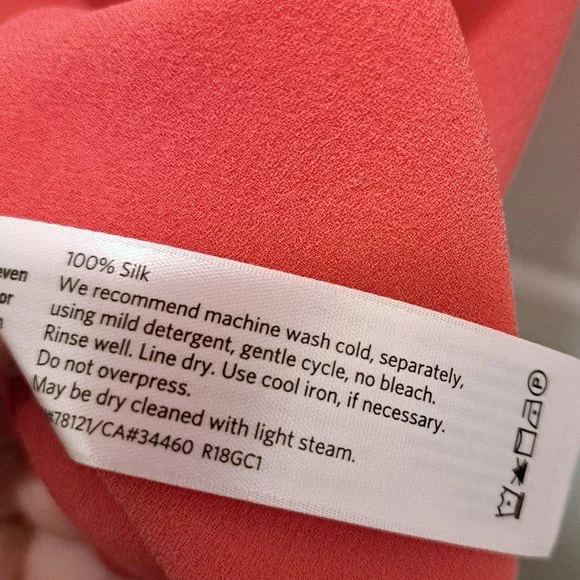 even
or
100% Silk
We recommend machine wash cold, separately,
using mild detergent, gentle cycle, no bleach.
Rinse well. Line dry. Use cool iron, if necessary.
Do not overpress.
May be dry cleaned with light steam.
#78121/CA#34460 R18GC1
P